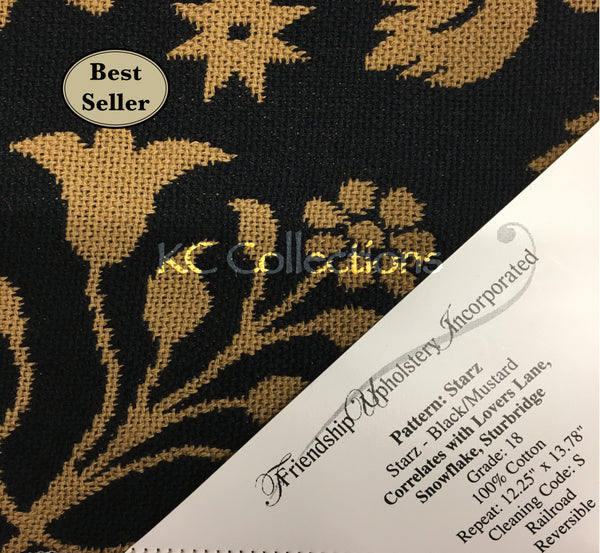 Best
Seller
KC Collections
Friendship Upholstery Incorporated
Pattern: Starz
Starz - Black/Mustard
Correlates with Lovers Lane,
Snowflake, Sturbridge
Grade: 18
100% Cotton
Repeat: 12.25" x 13.78"
Cleaning Code: S
Railroad
Reversible